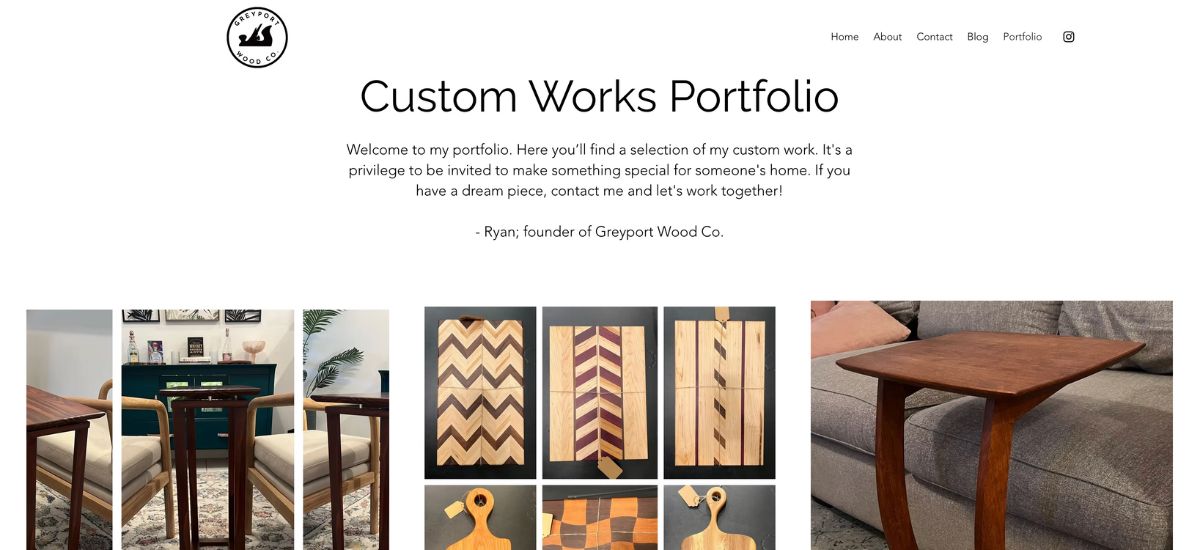 GREYPORT
WOOD CO.
Home About Contact Blog Portfolio
Custom Works Portfolio
Welcome to my portfolio. Here you’ll find a selection of my custom work. It's a
privilege to be invited to make something special for someone's home. If you
have a dream piece, contact me and let's work together!
- Ryan; founder of Greyport Wood Co.